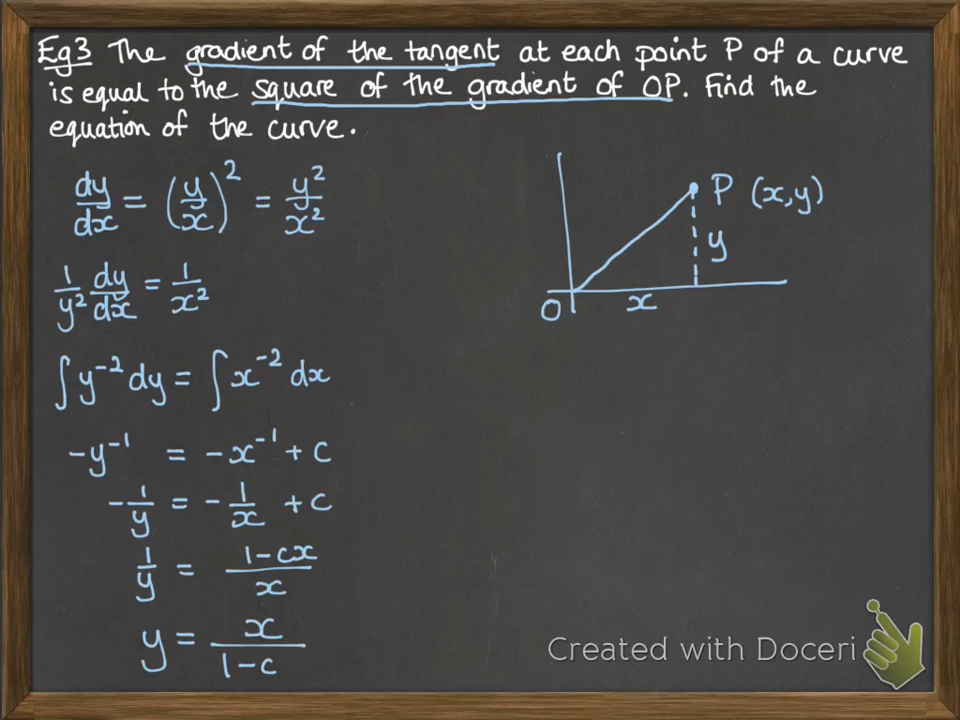 Eg3 The gradient of the tangent at each point P of a curve
is equal to the square of the gradient of OP. Find the
equation of the curve.
dy/dx = (y/x)² = y²/x²
1/y² dy/dx = 1/x²
∫ y⁻² dy = ∫ x⁻² dx
-y⁻¹ = -x⁻¹ + c
-1/y = -1/x + c
1/y = (1-cx)/x
y = x/(1-c
P (x,y)
y
O
x
Created with Doceri